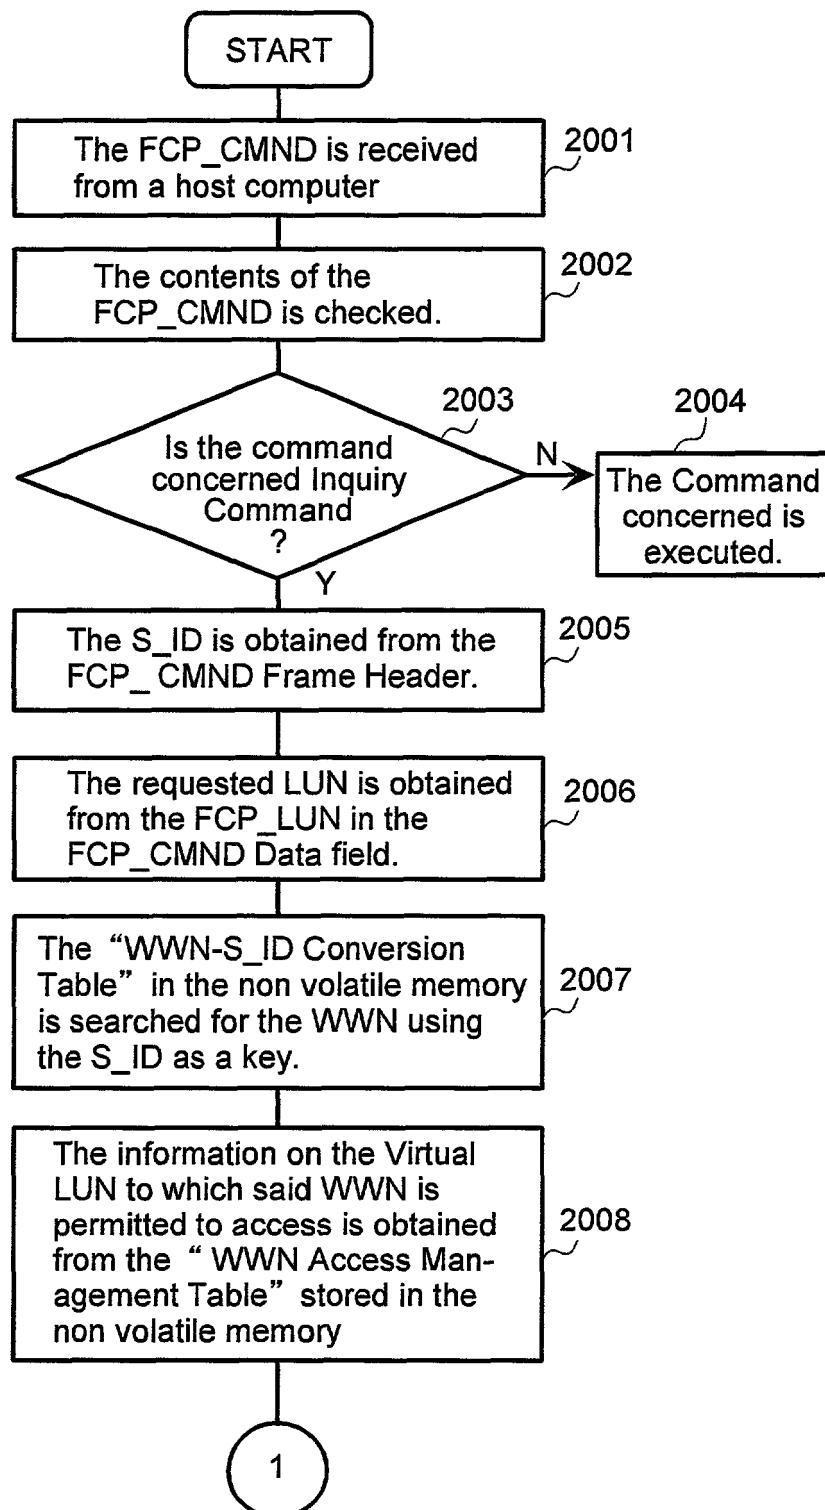 START
The FCP_CMND is received
from a host computer
2001
The contents of the
FCP_CMND is checked.
2002
2003
Is the command
concerned Inquiry
Command
?
N
Y
2004
The Command
concerned is
executed.
The S_ID is obtained from the
FCP_ CMND Frame Header.
2005
The requested LUN is obtained
from the FCP_LUN in the
FCP_CMND Data field.
2006
The “WWN-S_ID Conversion
Table” in the non volatile memory
is searched for the WWN using
the S_ID as a key.
2007
The information on the Virtual
LUN to which said WWN is
permitted to access is obtained
from the “ WWN Access Man-
agement Table” stored in the
non volatile memory
2008
1